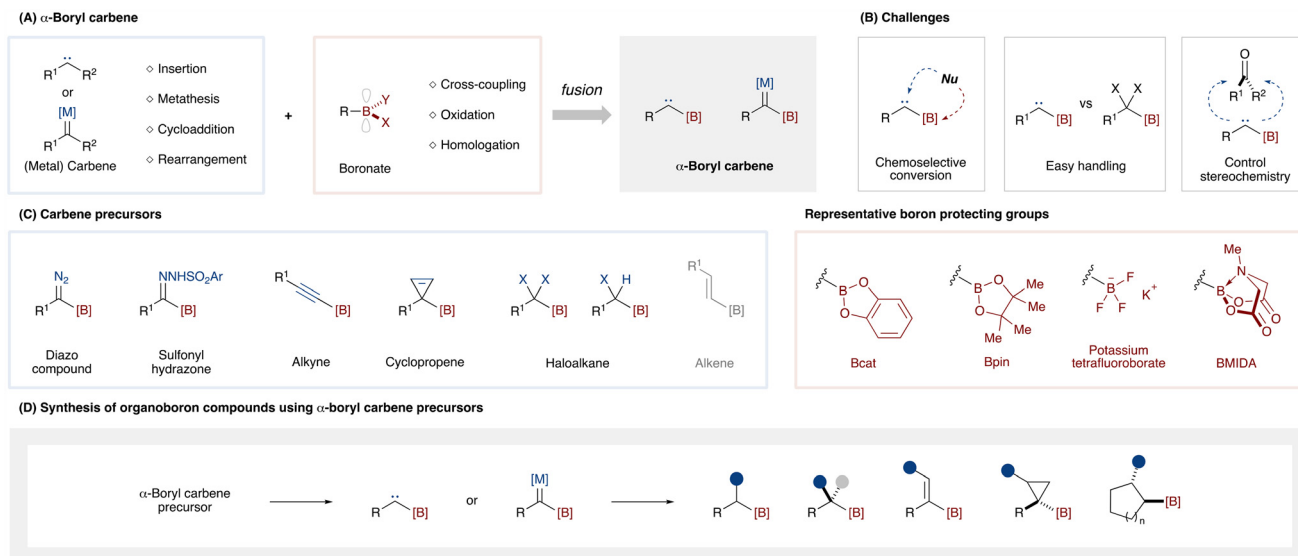 (A) α-Boryl carbene
R¹ R²
or
[M]
R¹ R²
(Metal) Carbene
◇ Insertion
◇ Metathesis
◇ Cycloaddition
◇ Rearrangement
+
R B Y X
Boronate
◇ Cross-coupling
◇ Oxidation
◇ Homologation
fusion
R [B]
[M]
R [B]
α-Boryl carbene
(B) Challenges
Nu
R [B]
Chemoselective
conversion
R¹ [B]
vs
X X
R¹ [B]
Easy handling
O
R¹ R²
R [B]
Control
stereochemistry
(C) Carbene precursors
N₂
R¹ [B]
Diazo
compound
NNHSO₂Ar
R¹ [B]
Sulfonyl
hydrazone
R¹
[B]
Alkyne
R¹ [B]
Cyclopropene
X X
R¹ [B]
X H
R¹ [B]
Haloalkane
R¹
[B]
Alkene
Representative boron protecting groups
B O
O
Bcat
B O
O
Me
Me
Me
Me
Bpin
B⁻ F
F F
K⁺
Potassium
tetrafluoroborate
Me
N
B O
O O
O
BMIDA
(D) Synthesis of organoboron compounds using α-boryl carbene precursors
α-Boryl carbene
precursor
R [B]
or
[M]
R [B]
R [B]
R [B]
R [B]
R [B]
[B]
( )n